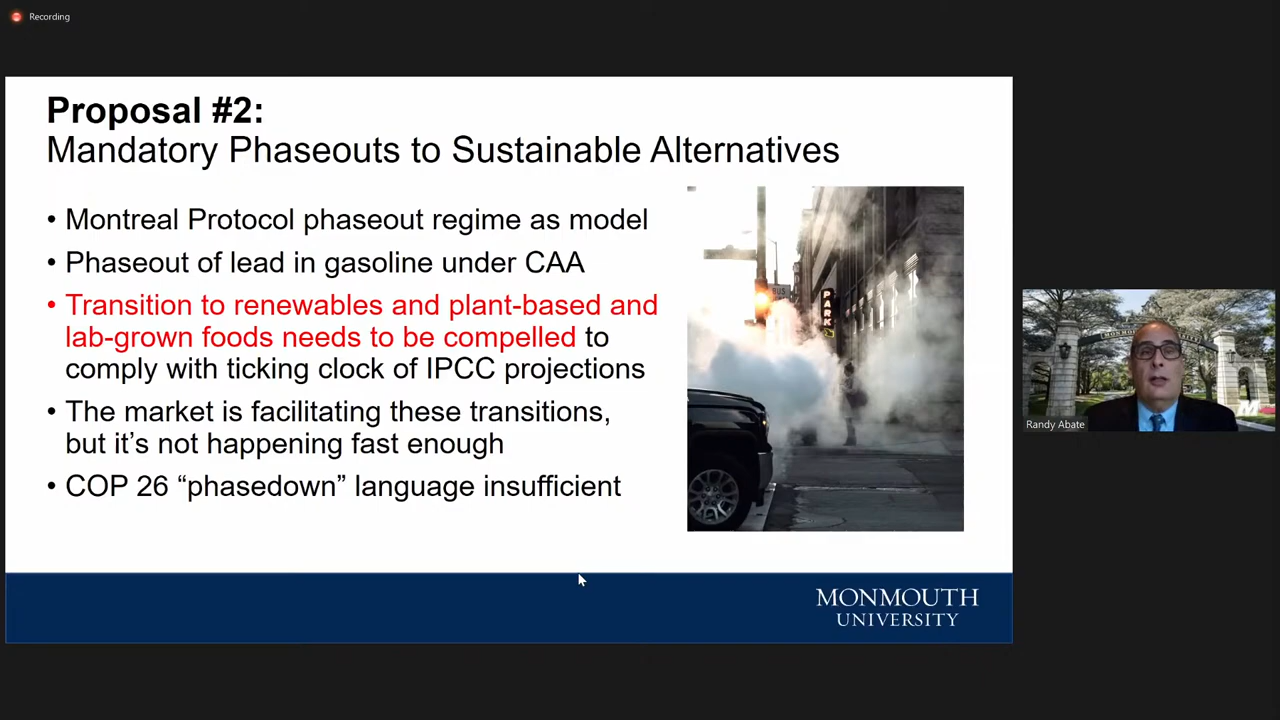 Recording
Proposal #2:
Mandatory Phaseouts to Sustainable Alternatives
• Montreal Protocol phaseout regime as model
• Phaseout of lead in gasoline under CAA
• Transition to renewables and plant-based and
lab-grown foods needs to be compelled to
comply with ticking clock of IPCC projections
• The market is facilitating these transitions,
but it’s not happening fast enough
• COP 26 “phasedown” language insufficient
PARK
MONMOUTH
UNIVERSITY
M
Randy Abate